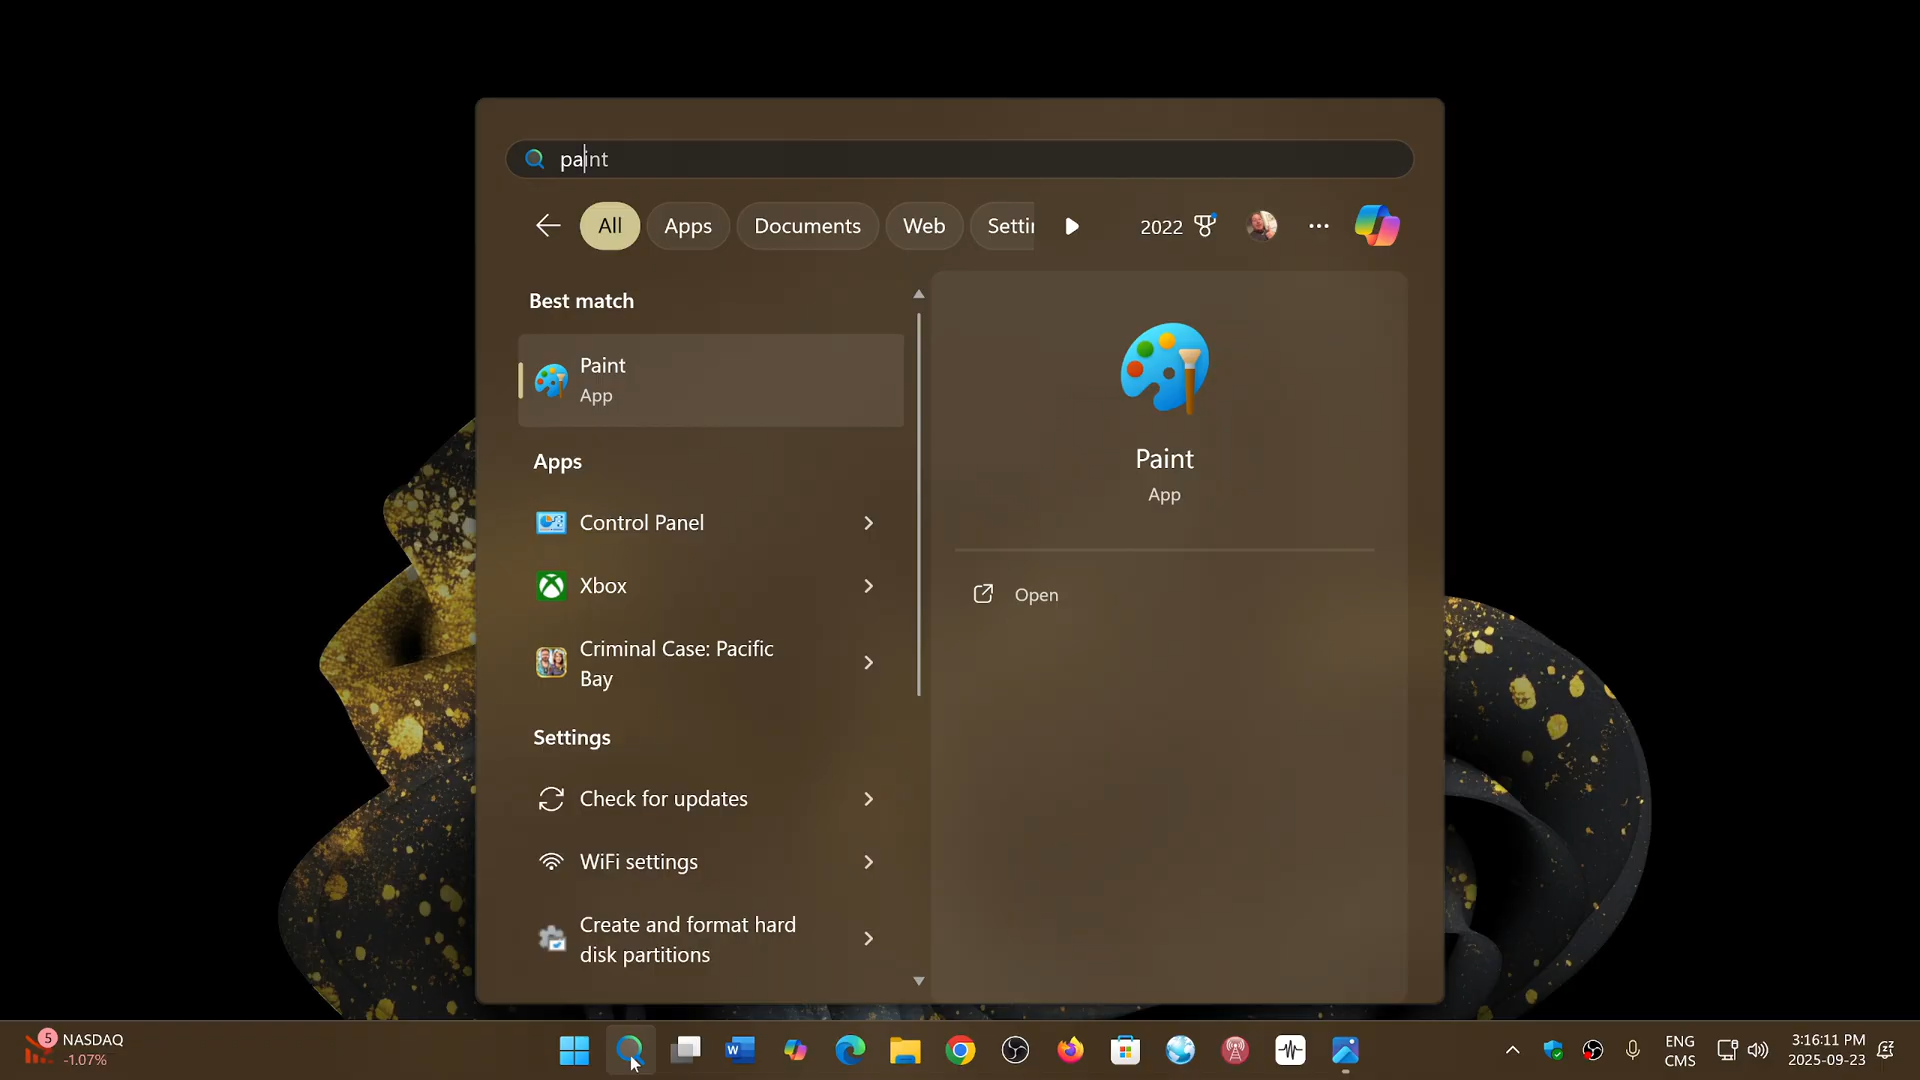 paint
All
Apps
Documents
Web
Settin
2022
Best match
Paint
App
Apps
Control Panel
Xbox
Criminal Case: Pacific
Bay
Settings
Check for updates
WiFi settings
Create and format hard
disk partitions
Paint
App
Open
5
NASDAQ
-1.07%
W
ENG
CMS
3:16:11 PM
2025-09-23